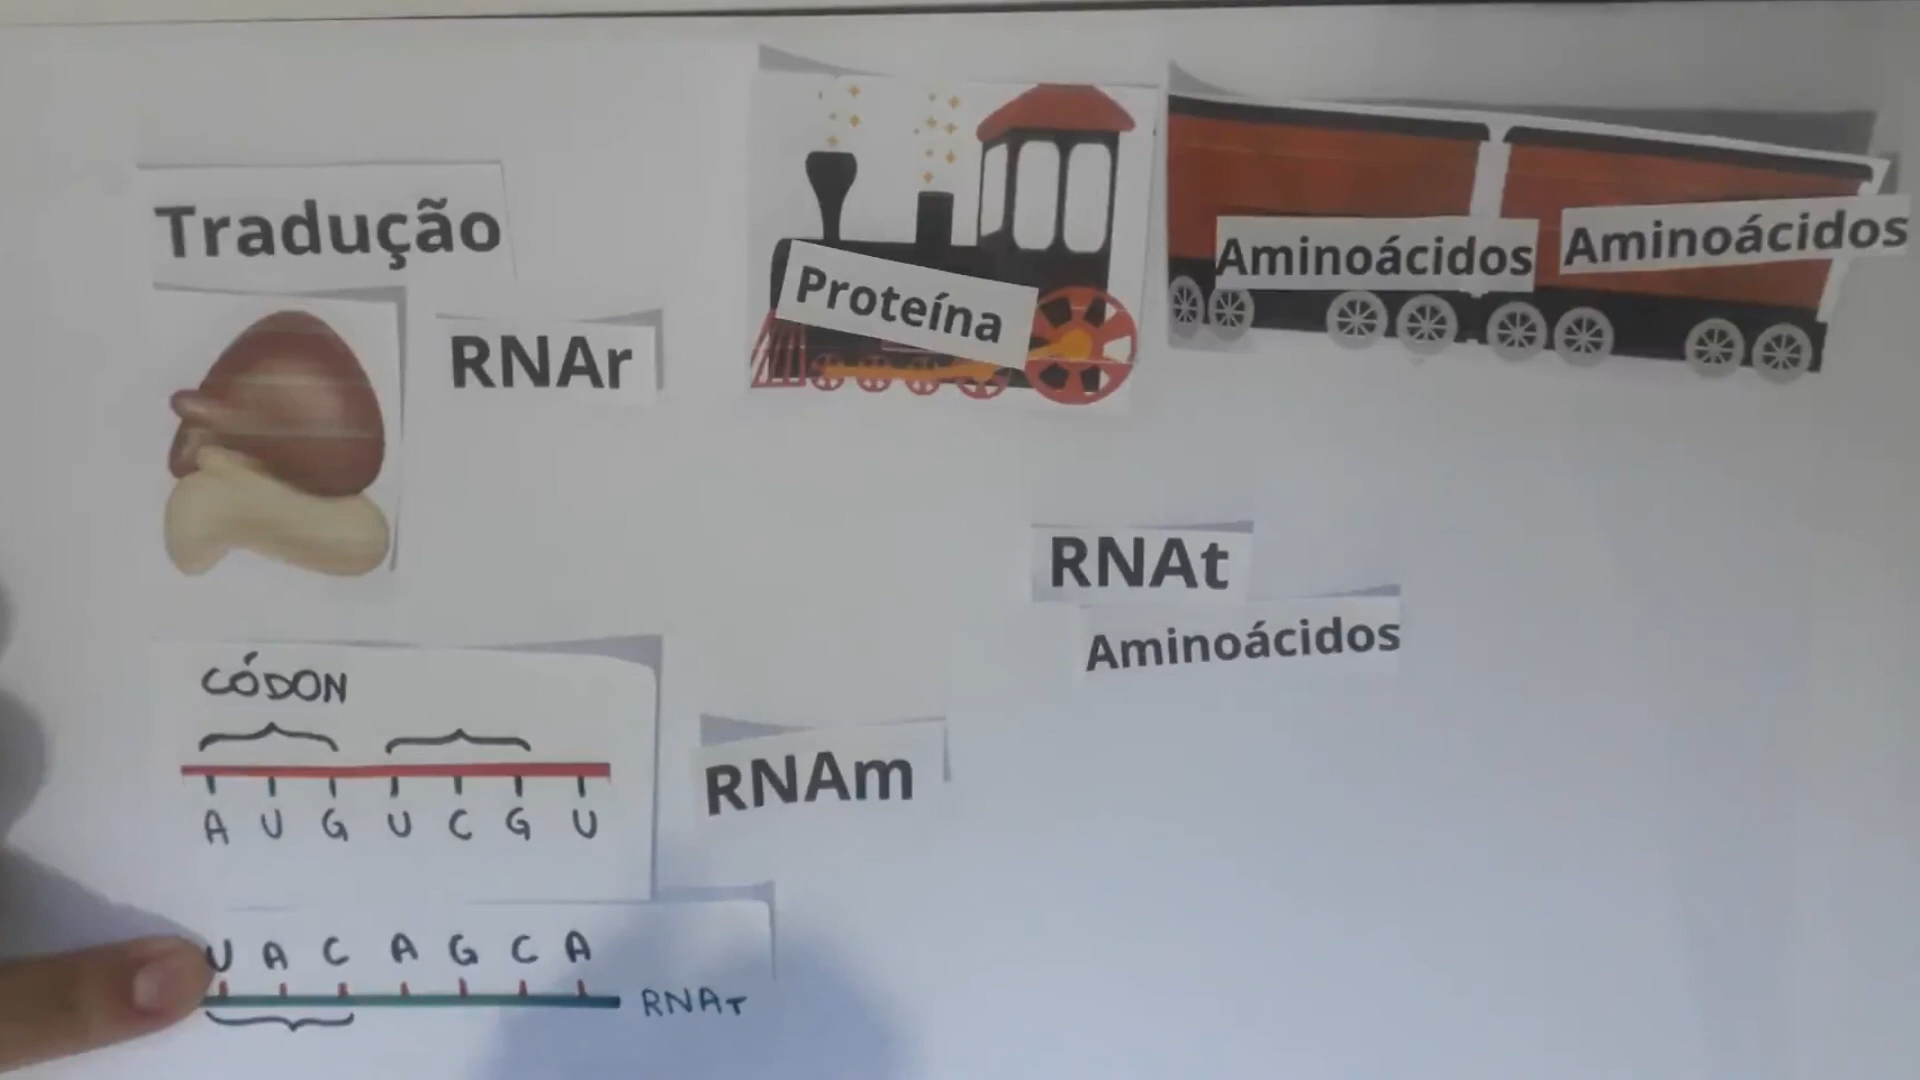 Tradução
RNAr
Proteína
Aminoácidos
Aminoácidos
RNAt
Aminoácidos
CÓDON
A U G U C G U
RNAm
U A C A G C A
RNAT